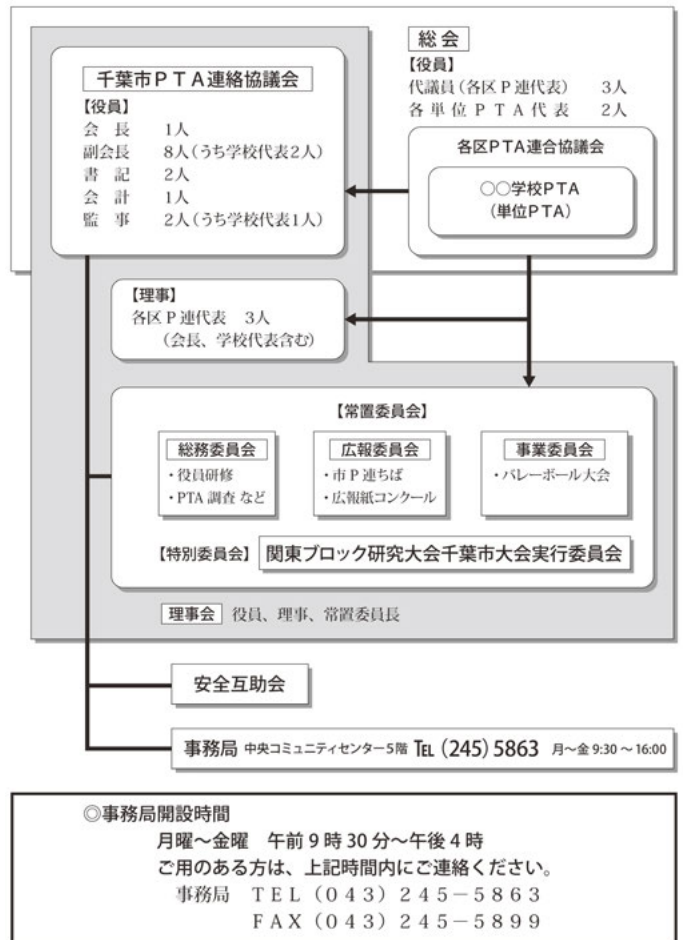 千葉市PTA連絡協議会
【役員】
会　長　1人
副会長　8人（うち学校代表2人）
書　記　2人
会　計　1人
監　事　2人（うち学校代表1人）
総会
【役員】
代議員（各区P連代表）　3人
各単位PTA代表　2人
各区PTA連合協議会
○○学校PTA
（単位PTA）
【理事】
各区P連代表　3人
（会長、学校代表含む）
【常置委員会】
総務委員会
・役員研修
・PTA調査 など
広報委員会
・市P連ちば
・広報紙コンクール
事業委員会
・バレーボール大会
【特別委員会】 関東ブロック研究大会千葉市大会実行委員会
理事会 役員、理事、常置委員長
安全互助会
事務局 中央コミュニティセンター5階 TEL（245）5863 月〜金 9:30〜16:00
◎事務局開設時間
月曜〜金曜　午前9時30分〜午後4時
ご用のある方は、上記時間内にご連絡ください。
事務局　TEL（043）245−5863
FAX（043）245−5899